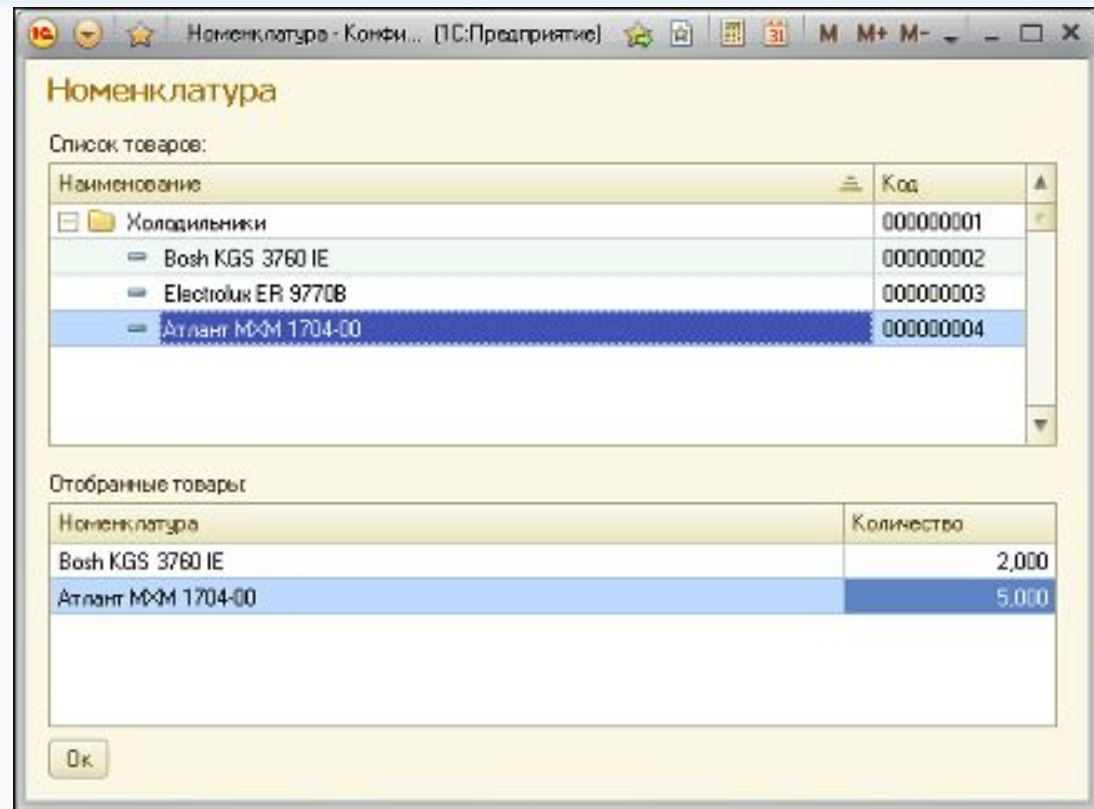 1С Номенклатура - Конфи... (1С:Предприятие) 31 M M+ M-
Номенклатура
Список товаров:
Наименование Код
Холодильники 000000001
Bosh KGS 3760 IE 000000002
Electrolux ER 9770B 000000003
Атлант МХМ 1704-00 000000004
Отобранные товары:
Номенклатура Количество
Bosh KGS 3760 IE 2,000
Атлант МХМ 1704-00 5,000
Ок